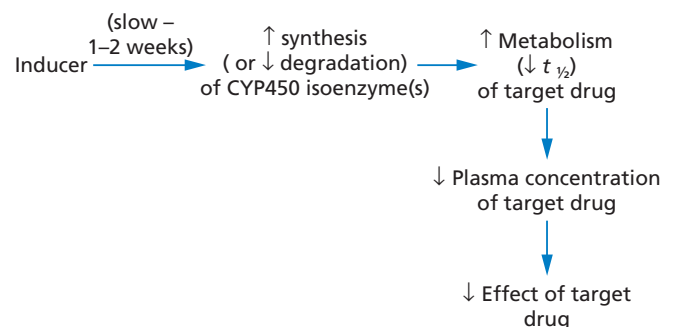 (slow –
1–2 weeks)
Inducer
↑ synthesis
( or ↓ degradation)
of CYP450 isoenzyme(s)
↑ Metabolism
(↓ t ½)
of target drug
↓ Plasma concentration
of target drug
↓ Effect of target
drug